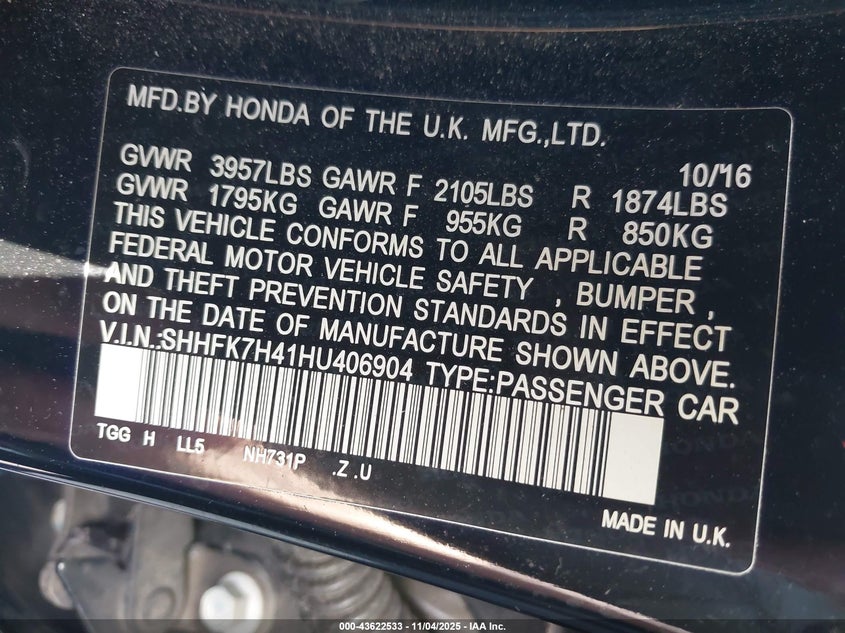 MFD.BY HONDA OF THE U.K. MFG.,LTD.
10/16
GVWR 3957LBS GAWR F 2105LBS R 1874LBS
GVWR 1795KG GAWR F 955KG R 850KG
THIS VEHICLE CONFORMS TO ALL APPLICABLE
FEDERAL MOTOR VEHICLE SAFETY , BUMPER ,
AND THEFT PREVENTION STANDARDS IN EFFECT
ON THE DATE OF MANUFACTURE SHOWN ABOVE.
V.I.N.:SHHFK7H41HU406904 TYPE:PASSENGER CAR
TGG H LL5 NH731P .Z .U
MADE IN U.K.
000-43622533 - 11/04/2025 - IAA Inc.